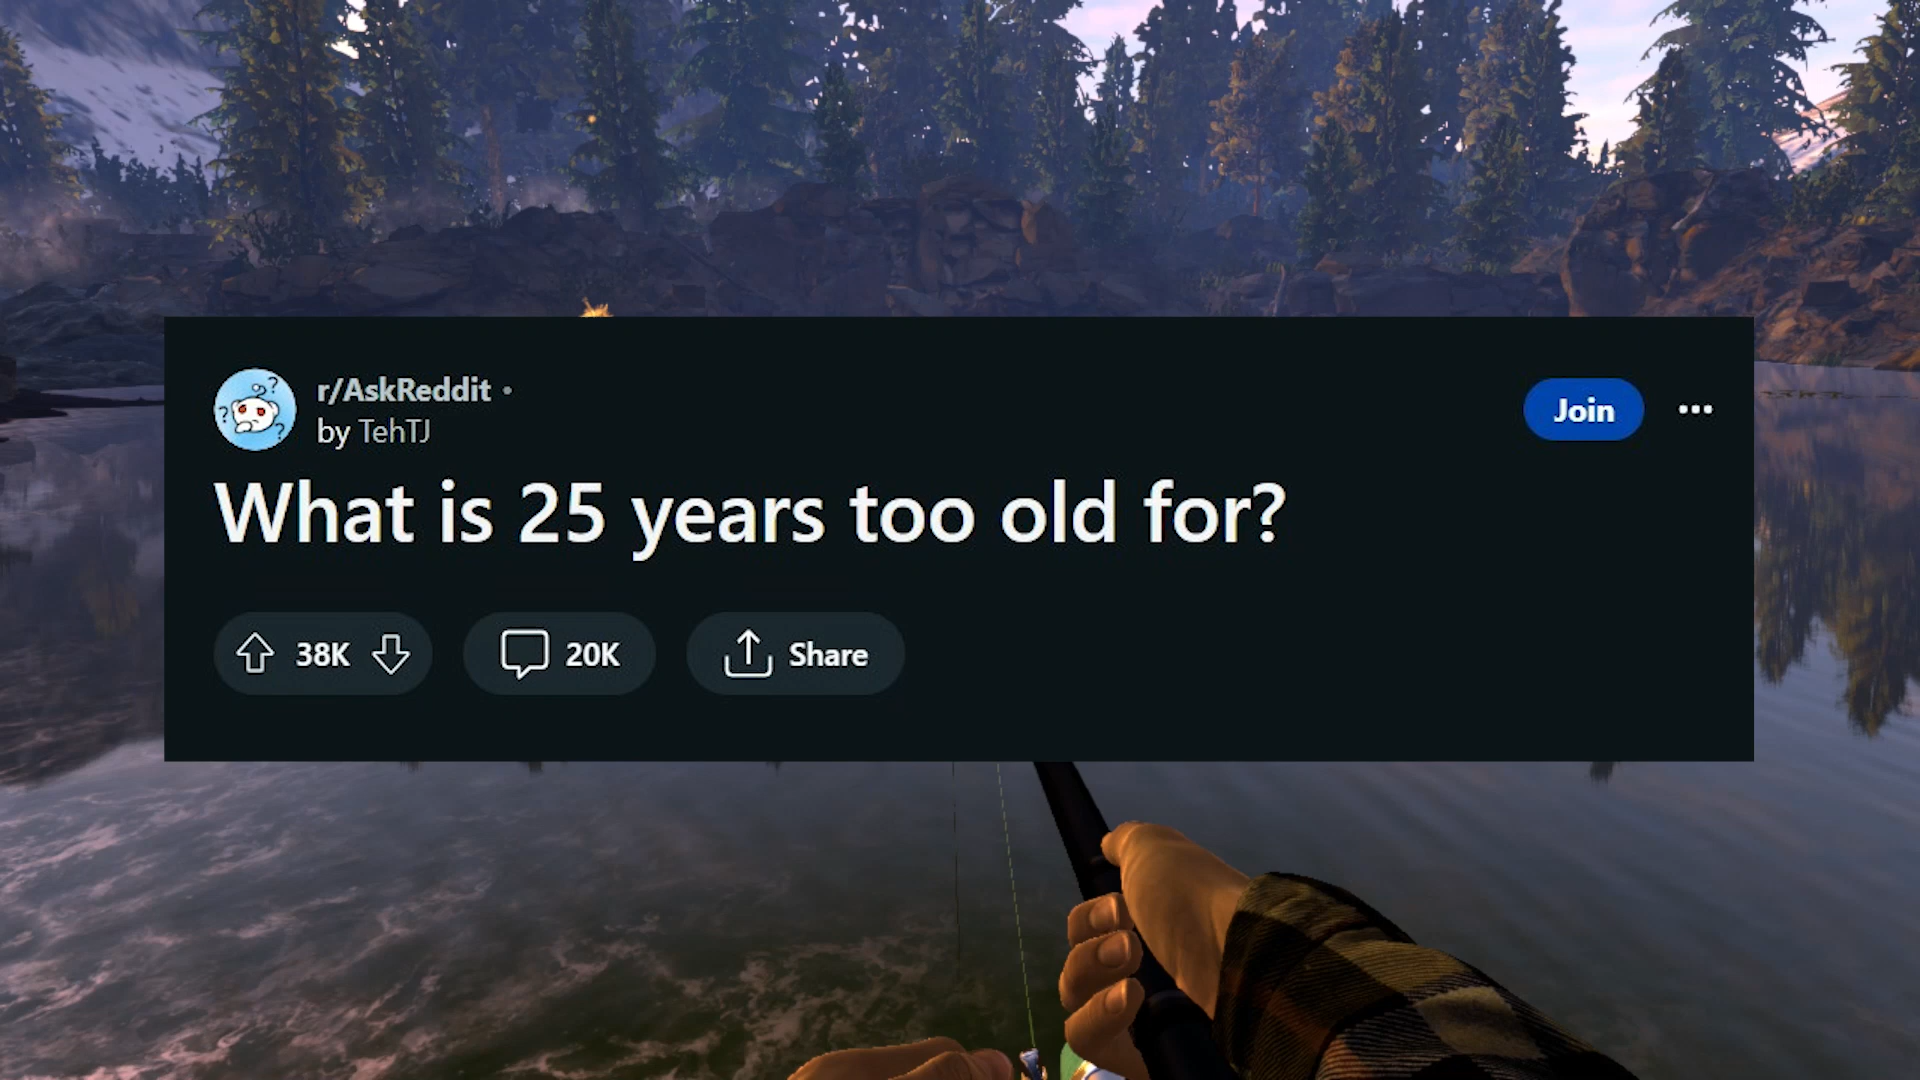 r/AskReddit •
by TehTJ
Join
What is 25 years too old for?
38K
20K
Share